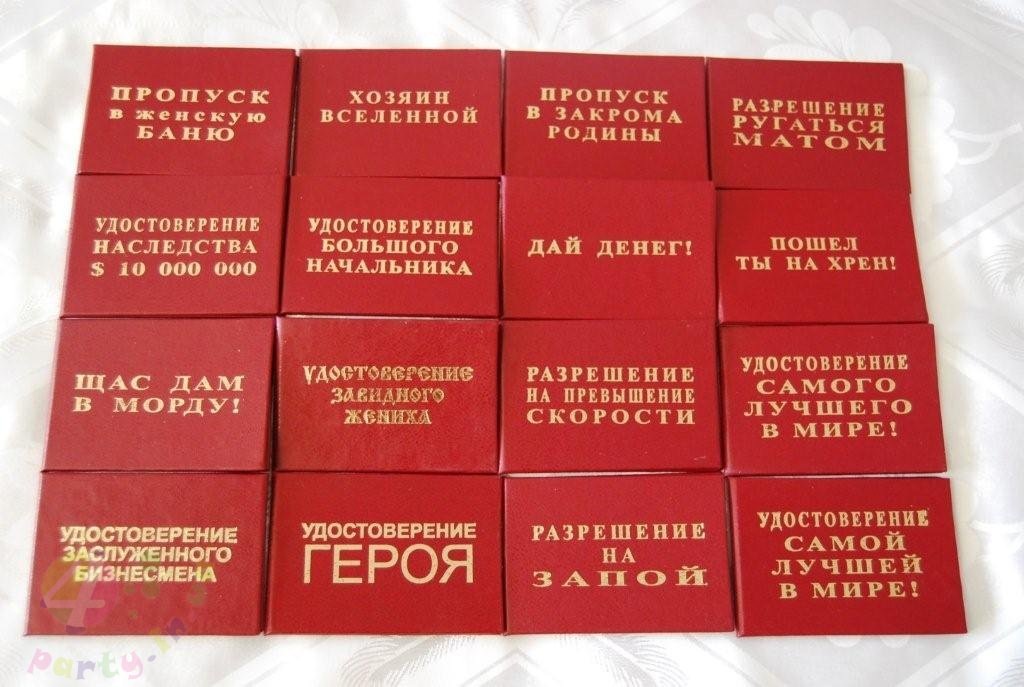 ПРОПУСК
в женскую
БАНЮ
ХОЗЯИН
ВСЕЛЕННОЙ
ПРОПУСК
В ЗАКРОМА
РОДИНЫ
РАЗРЕШЕНИЕ
РУГАТЬСЯ
МАТОМ
УДОСТОВЕРЕНИЕ
НАСЛЕДСТВА
$ 10 000 000
УДОСТОВЕРЕНИЕ
БОЛЬШОГО
НАЧАЛЬНИКА
ДАЙ ДЕНЕГ!
ПОШЕЛ
ТЫ НА ХРЕН!
ЩАС ДАМ
В МОРДУ!
УДОСТОВЕРЕНИЕ
ЗАВИДНОГО
ЖЕНИХА
РАЗРЕШЕНИЕ
НА ПРЕВЫШЕНИЕ
СКОРОСТИ
УДОСТОВЕРЕНИЕ
САМОГО
ЛУЧШЕГО
В МИРЕ!
УДОСТОВЕРЕНИЕ
ЗАСЛУЖЕННОГО
БИЗНЕСМЕНА
УДОСТОВЕРЕНИЕ
ГЕРОЯ
РАЗРЕШЕНИЕ
НА
ЗАПОЙ
УДОСТОВЕРЕНИЕ
САМОЙ
ЛУЧШЕЙ
В МИРЕ!
4
party.in